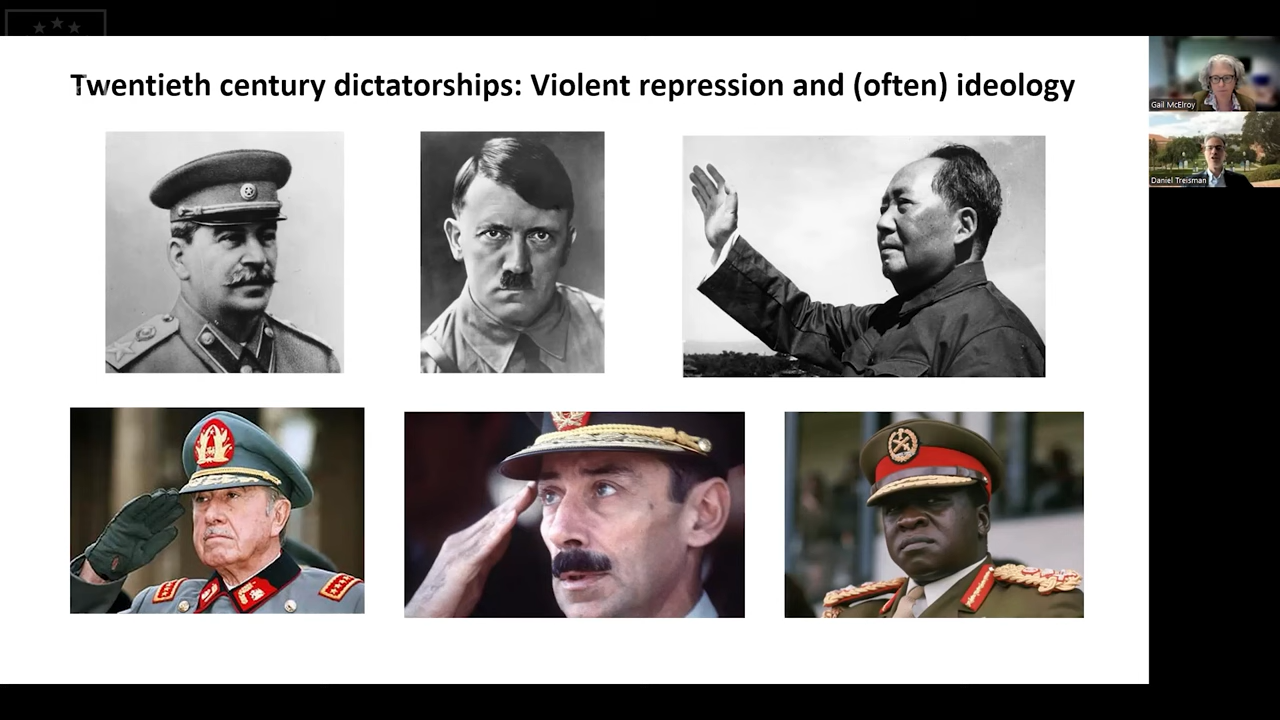 Twentieth century dictatorships: Violent repression and (often) ideology
Gail McElroy
Daniel Treisman